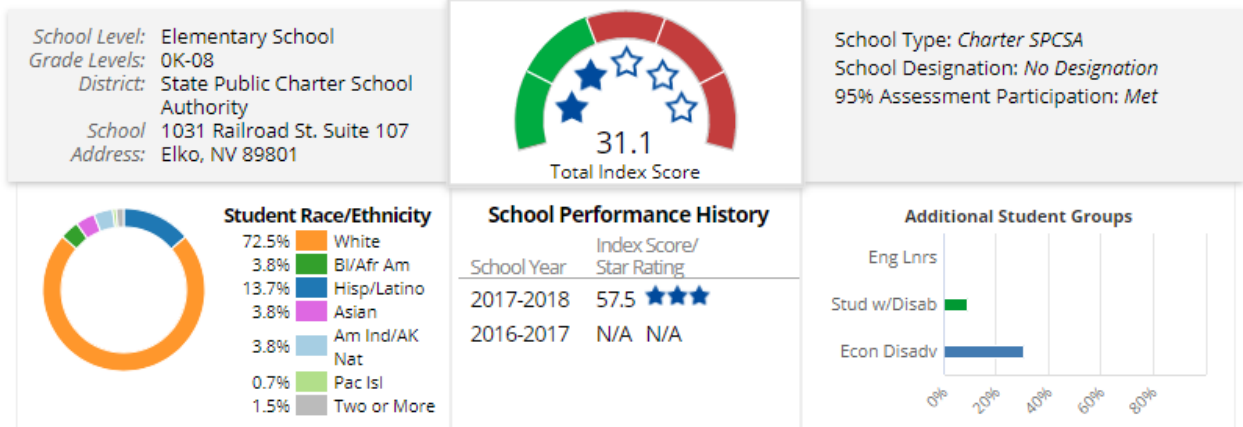 School Level: Elementary School
Grade Levels: 0K-08
District: State Public Charter School
Authority
School 1031 Railroad St. Suite 107
Address: Elko, NV 89801
31.1
Total Index Score
School Type: Charter SPCSA
School Designation: No Designation
95% Assessment Participation: Met
Student Race/Ethnicity
72.5% White
3.8% Bl/Afr Am
13.7% Hisp/Latino
3.8% Asian
3.8% Am Ind/AK
Nat
0.7% Pac Isl
1.5% Two or More
School Performance History
Index Score/
School Year Star Rating
2017-2018 57.5
2016-2017 N/A N/A
Additional Student Groups
Eng Lnrs
Stud w/Disab
Econ Disadv
0% 20% 40% 60% 80%